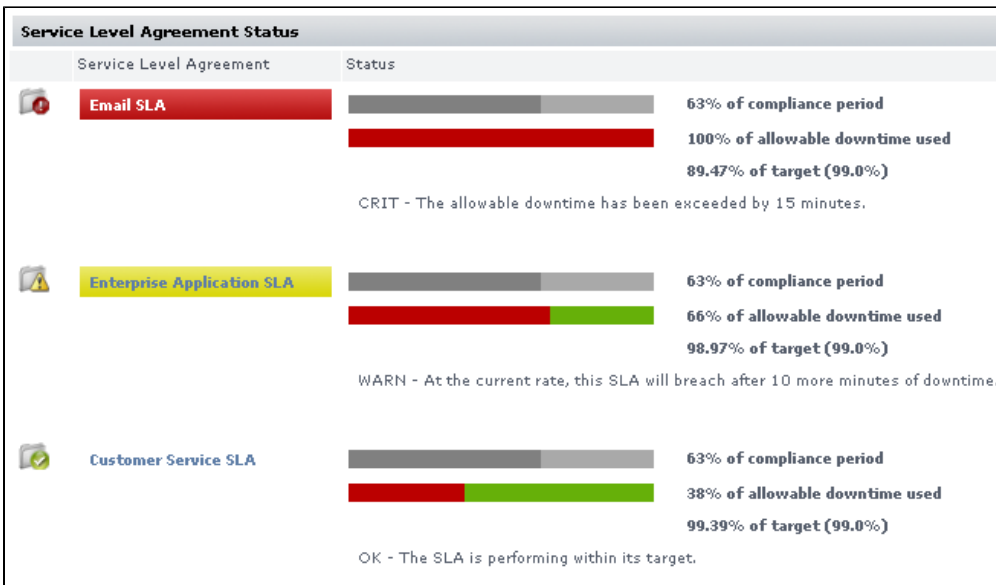 Service Level Agreement Status
Service Level Agreement Status
Email SLA
63% of compliance period
100% of allowable downtime used
89.47% of target (99.0%)
CRIT - The allowable downtime has been exceeded by 15 minutes.
Enterprise Application SLA
63% of compliance period
66% of allowable downtime used
98.97% of target (99.0%)
WARN - At the current rate, this SLA will breach after 10 more minutes of downtime.
Customer Service SLA
63% of compliance period
38% of allowable downtime used
99.39% of target (99.0%)
OK - The SLA is performing within its target.